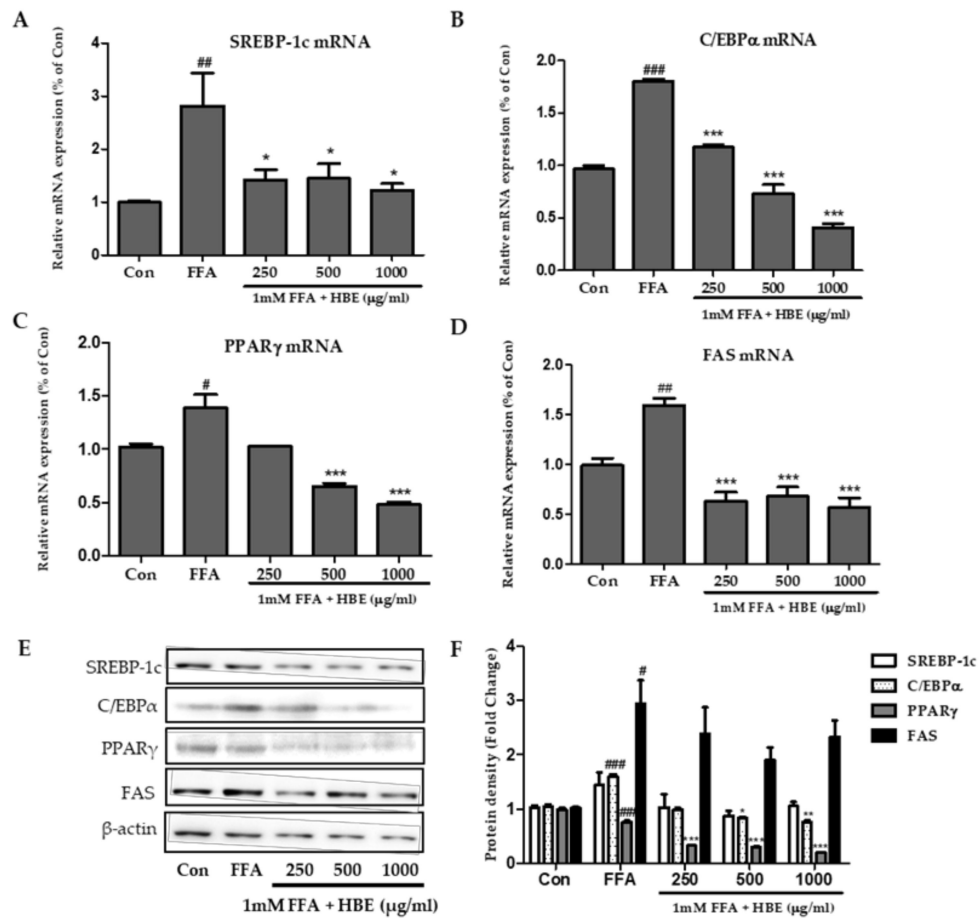 A
SREBP-1c mRNA
Relative mRNA expression (% of Con)
4
3
2
1
0
##
*
*
*
Con FFA 250 500 1000
1mM FFA + HBE (μg/ml)
B
C/EBPα mRNA
Relative mRNA expression (% of Con)
2.0
1.5
1.0
0.5
0.0
###
***
***
***
Con FFA 250 500 1000
1mM FFA + HBE (μg/ml)
C
PPARγ mRNA
Relative mRNA expression (% of Con)
2.0
1.5
1.0
0.5
0.0
#
***
***
Con FFA 250 500 1000
1mM FFA + HBE (μg/ml)
D
FAS mRNA
Relative mRNA expression (% of Con)
2.0
1.5
1.0
0.5
0.0
##
***
***
***
Con FFA 250 500 1000
1mM FFA + HBE (μg/ml)
E
SREBP-1c
C/EBPα
PPARγ
FAS
β-actin
Con FFA 250 500 1000
1mM FFA + HBE (μg/ml)
F
Protein density (Fold Change)
4
3
2
1
0
#
###
###
***
*
***
**
***
Con FFA 250 500 1000
1mM FFA + HBE (μg/ml)
SREBP-1c
C/EBPα
PPARγ
FAS